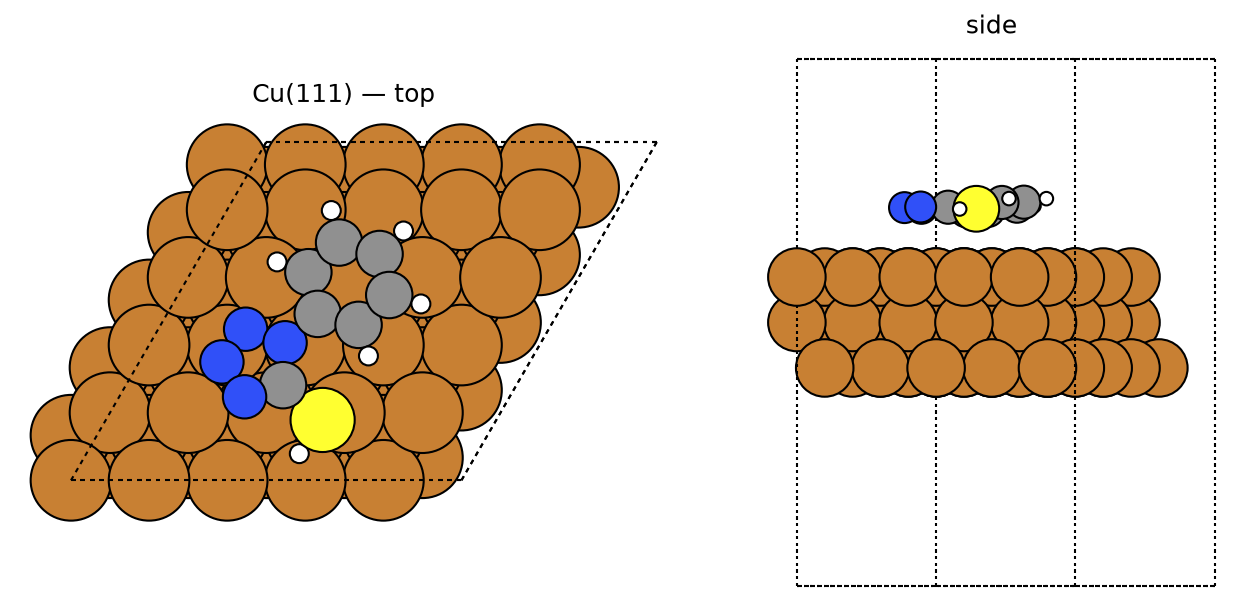 side
Cu(111) — top